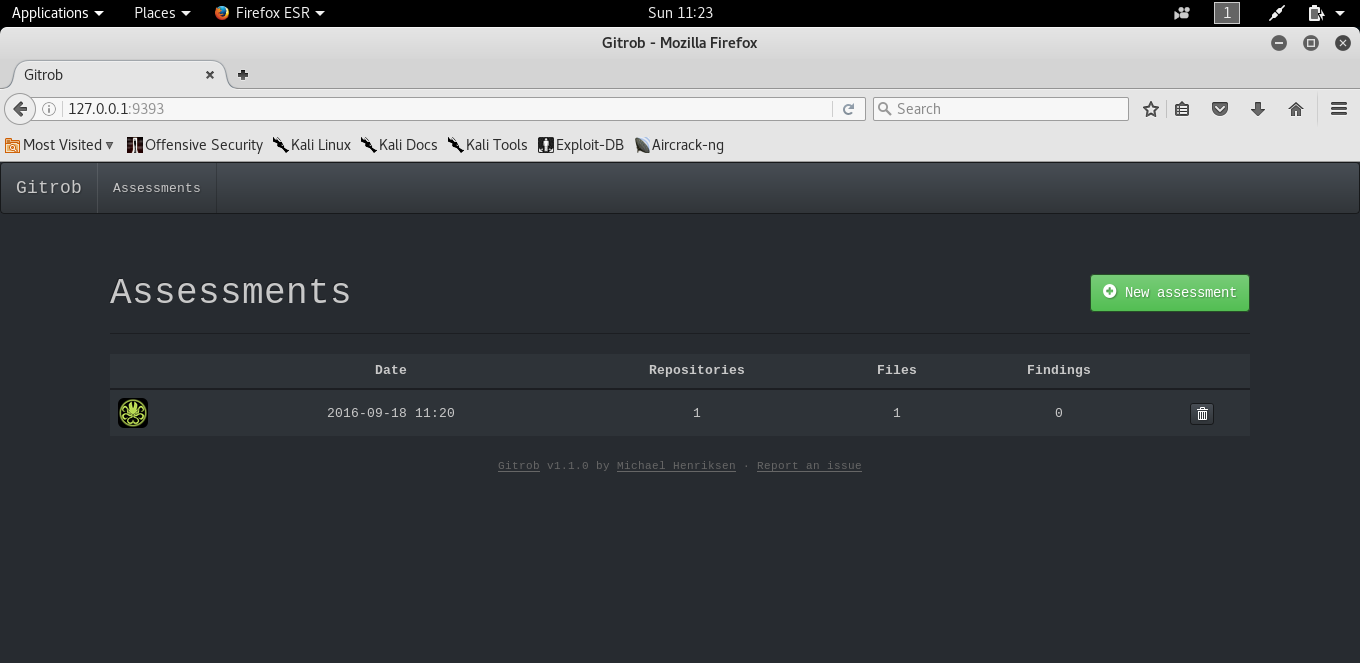 Applications Places Firefox ESR Sun 11:23 1
Gitrob - Mozilla Firefox
Gitrob
127.0.0.1:9393 Search
Most Visited Offensive Security Kali Linux Kali Docs Kali Tools Exploit-DB Aircrack-ng
Gitrob Assessments
Assessments New assessment
Date Repositories Files Findings
2016-09-18 11:20 1 1 0
Gitrob v1.1.0 by Michael Henriksen · Report an issue